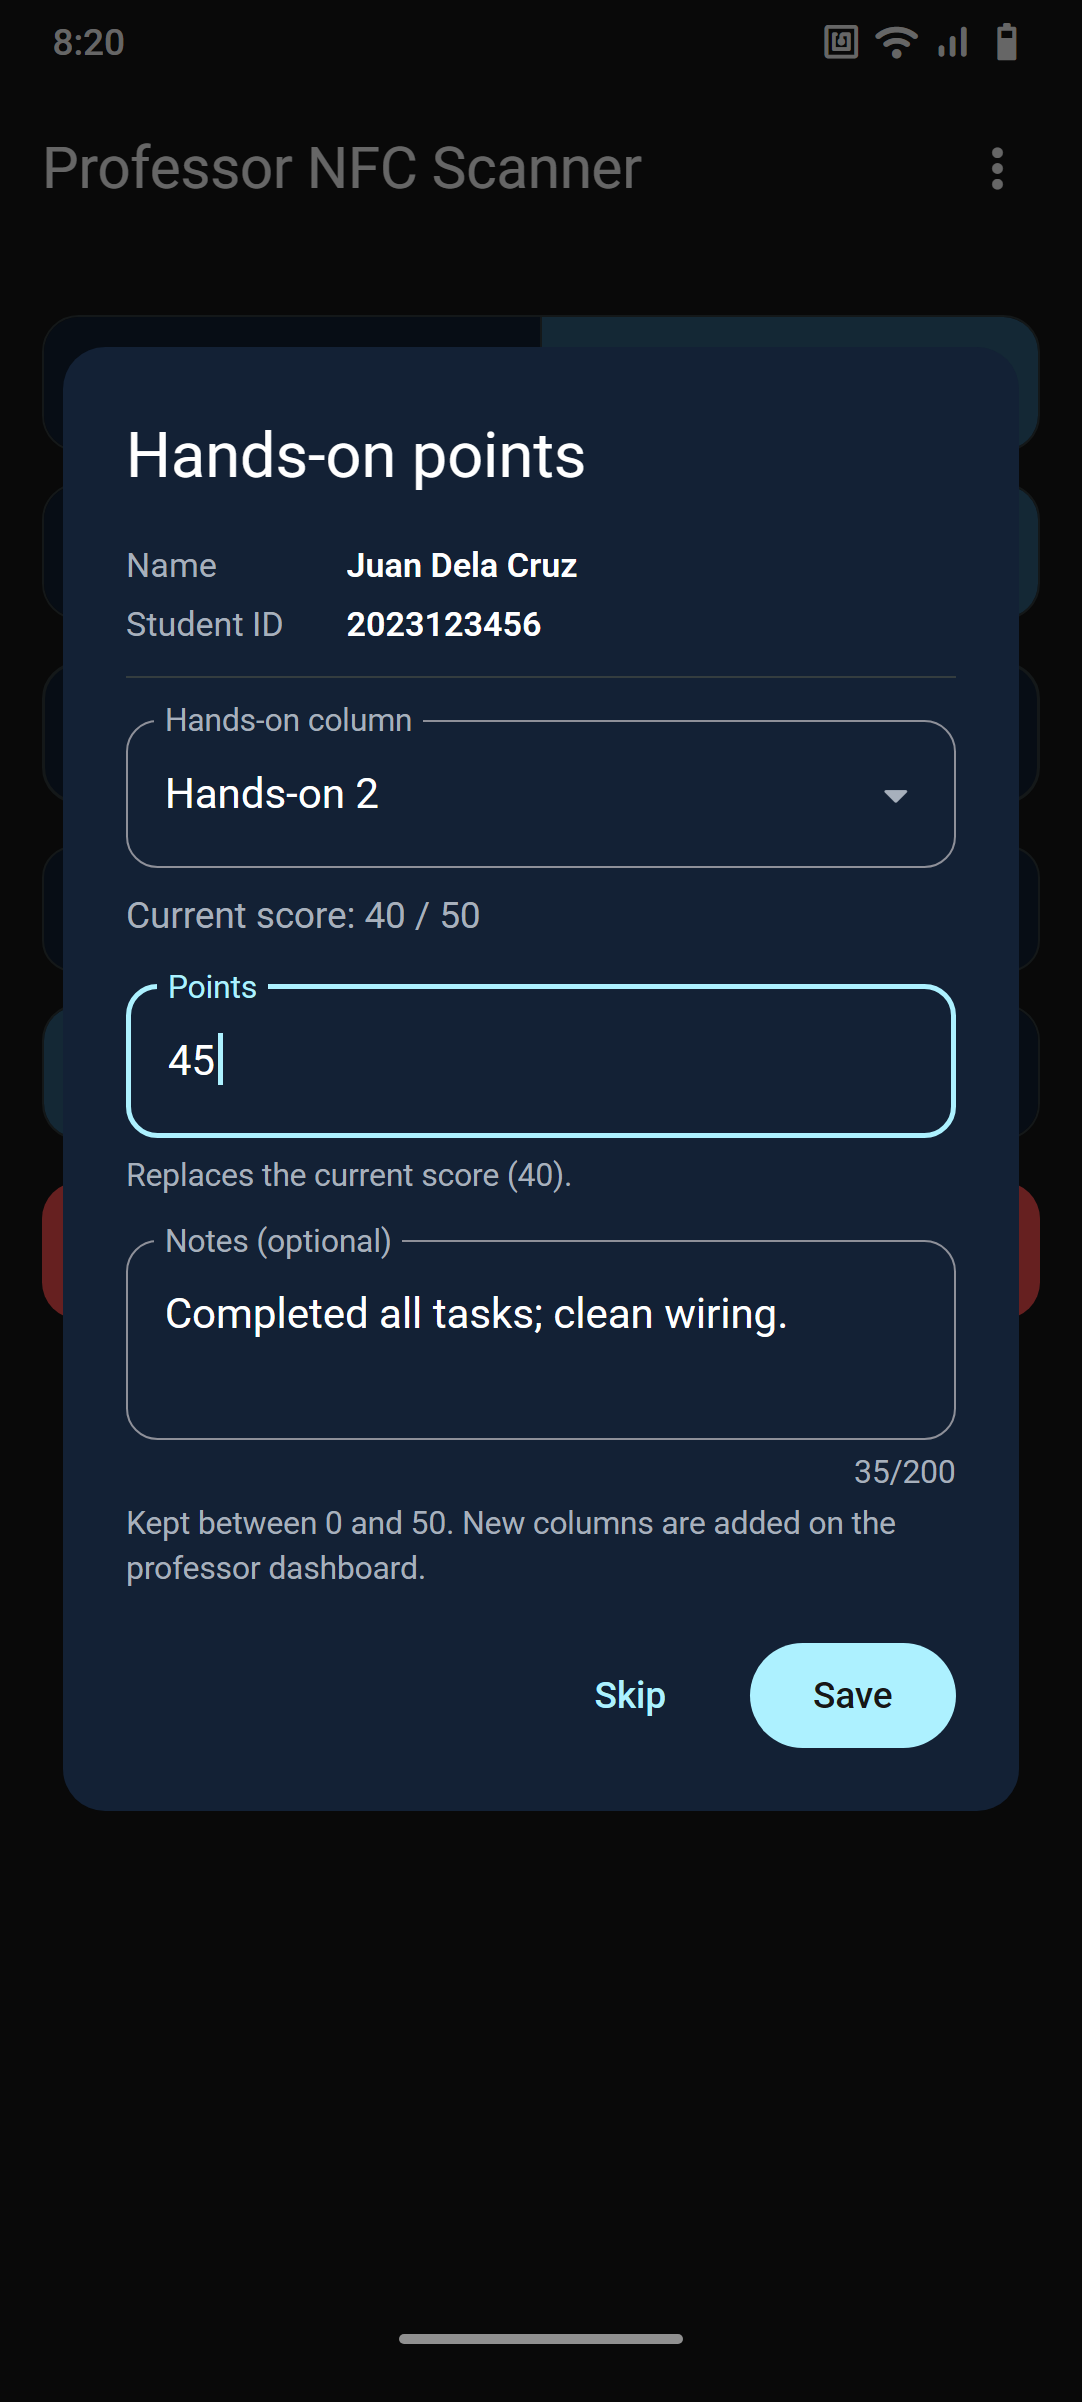 8:20
Professor NFC Scanner
Hands-on points
Name Juan Dela Cruz
Student ID 2023123456
Hands-on column
Hands-on 2
Current score: 40 / 50
Points
45
Replaces the current score (40).
Notes (optional)
Completed all tasks; clean wiring.
35/200
Kept between 0 and 50. New columns are added on the
professor dashboard.
Skip Save